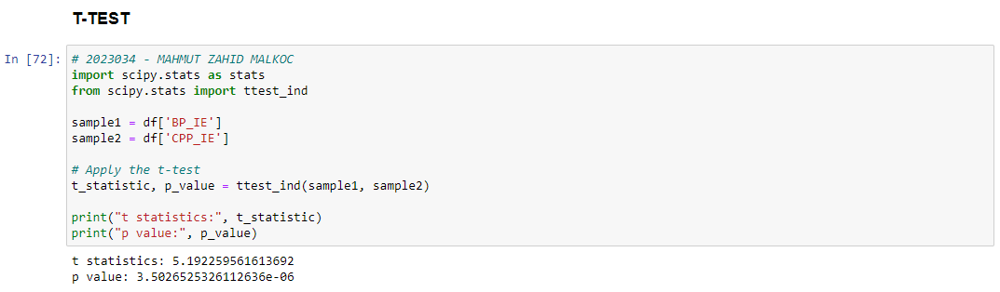 T-TEST
In [72]: # 2023034 - MAHMUT ZAHID MALKOC
import scipy.stats as stats
from scipy.stats import ttest_ind
sample1 = df['BP_IE']
sample2 = df['CPP_IE']
# Apply the t-test
t_statistic, p_value = ttest_ind(sample1, sample2)
print("t statistics:", t_statistic)
print("p value:", p_value)
t statistics: 5.192259561613692
p value: 3.5026525326112636e-06